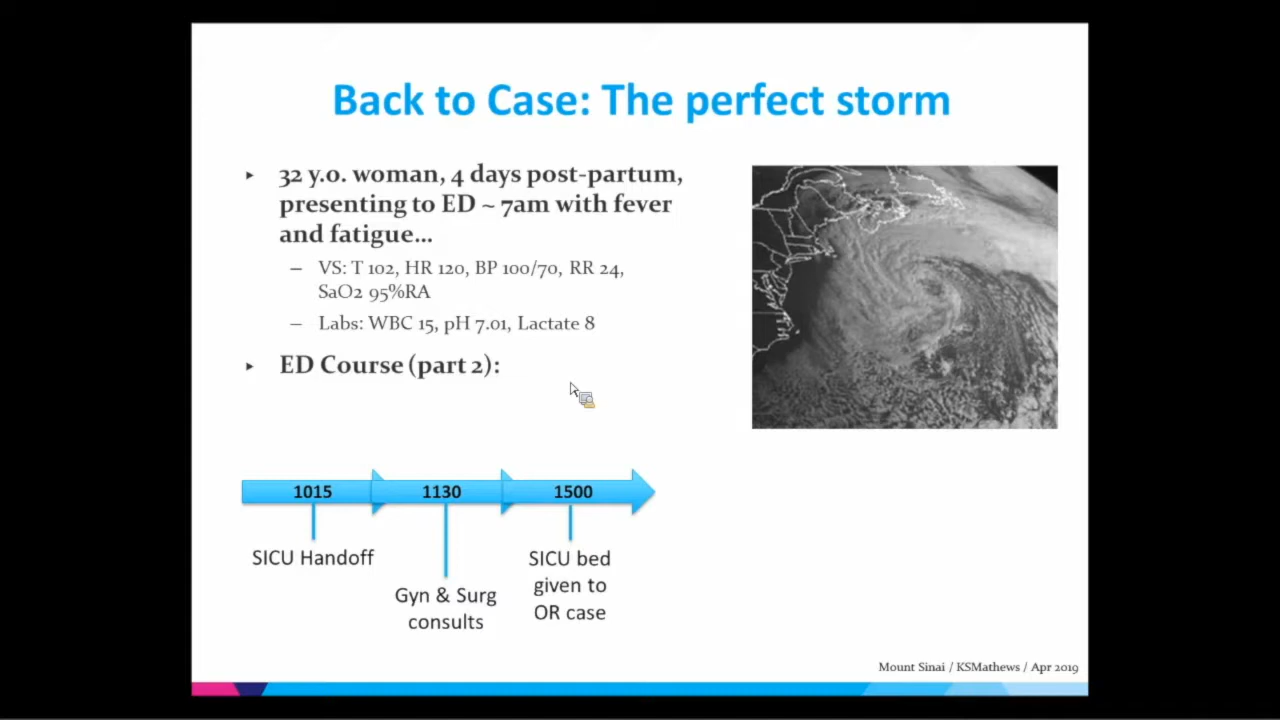 Back to Case: The perfect storm
▸ 32 y.o. woman, 4 days post-partum,
presenting to ED ~ 7am with fever
and fatigue...
– VS: T 102, HR 120, BP 100/70, RR 24,
SaO2 95%RA
– Labs: WBC 15, pH 7.01, Lactate 8
▸ ED Course (part 2):
1015
1130
1500
SICU Handoff
Gyn & Surg
consults
SICU bed
given to
OR case
Mount Sinai / KSMathews / Apr 2019